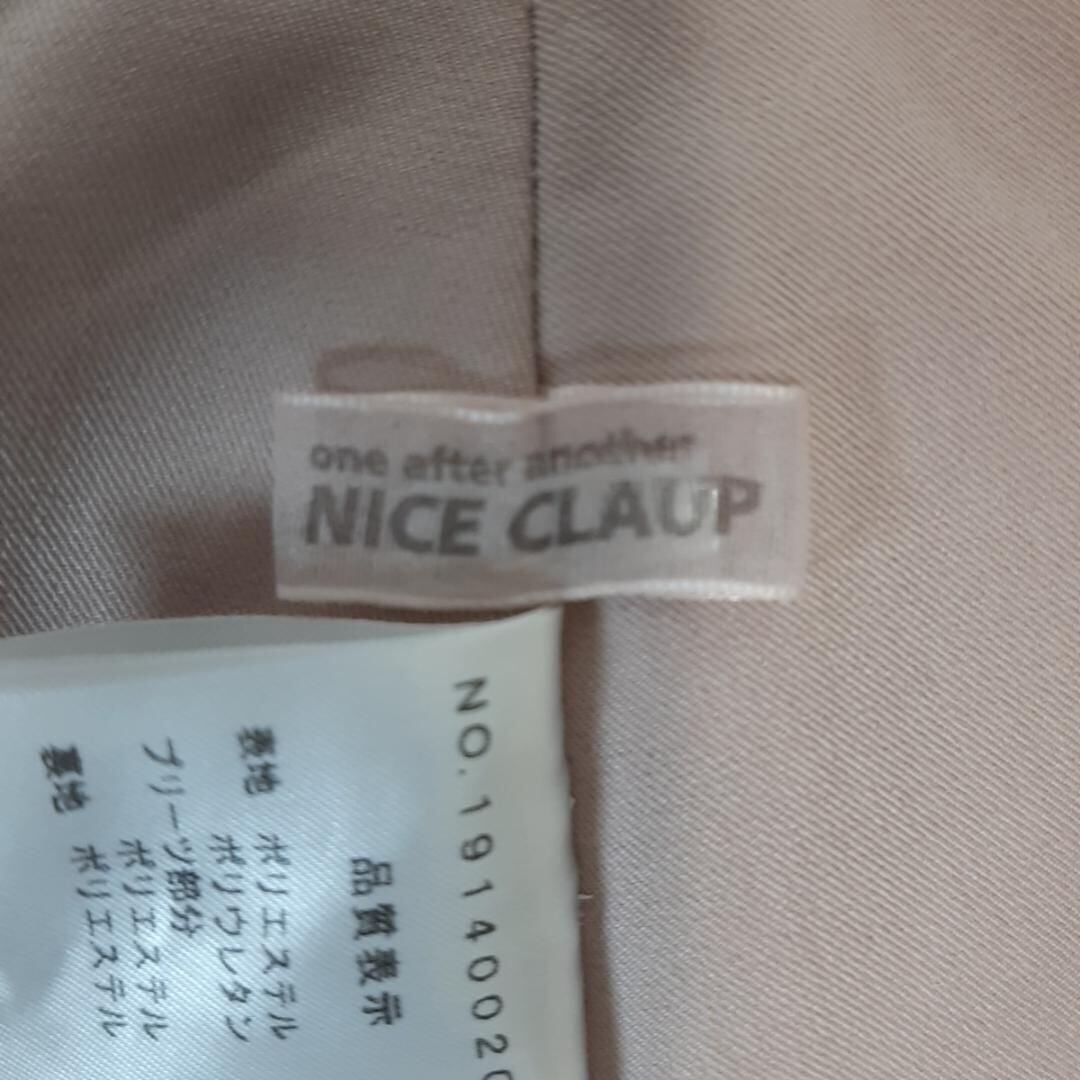 one after another
NICE CLAUP
NO.1914002
品質表示
表地 ポリエステル
ポリウレタン
プリーツ部分
ポリエステル
裏地 ポリエステル